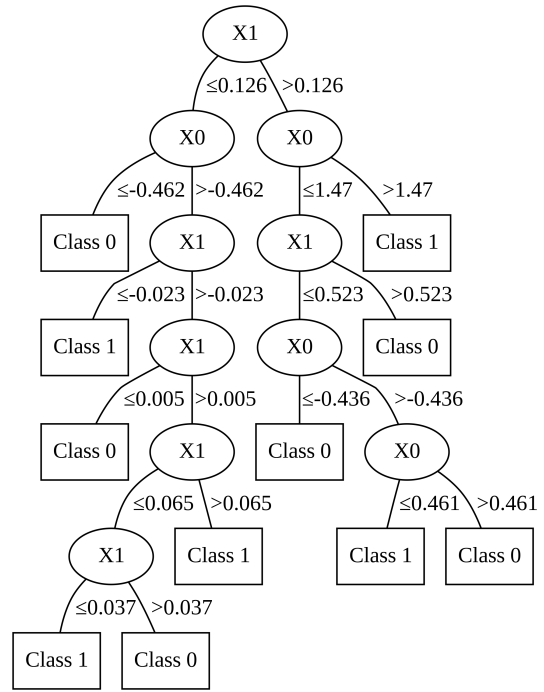 X1
≤0.126 >0.126
X0 X0
≤-0.462 >-0.462 ≤1.47 >1.47
Class 0 X1 X1 Class 1
≤-0.023 >-0.023 ≤0.523 >0.523
Class 1 X1 X0 Class 0
≤0.005 >0.005 ≤-0.436 >-0.436
Class 0 X1 Class 0 X0
≤0.065 >0.065 ≤0.461 >0.461
X1 Class 1 Class 1 Class 0
≤0.037 >0.037
Class 1 Class 0